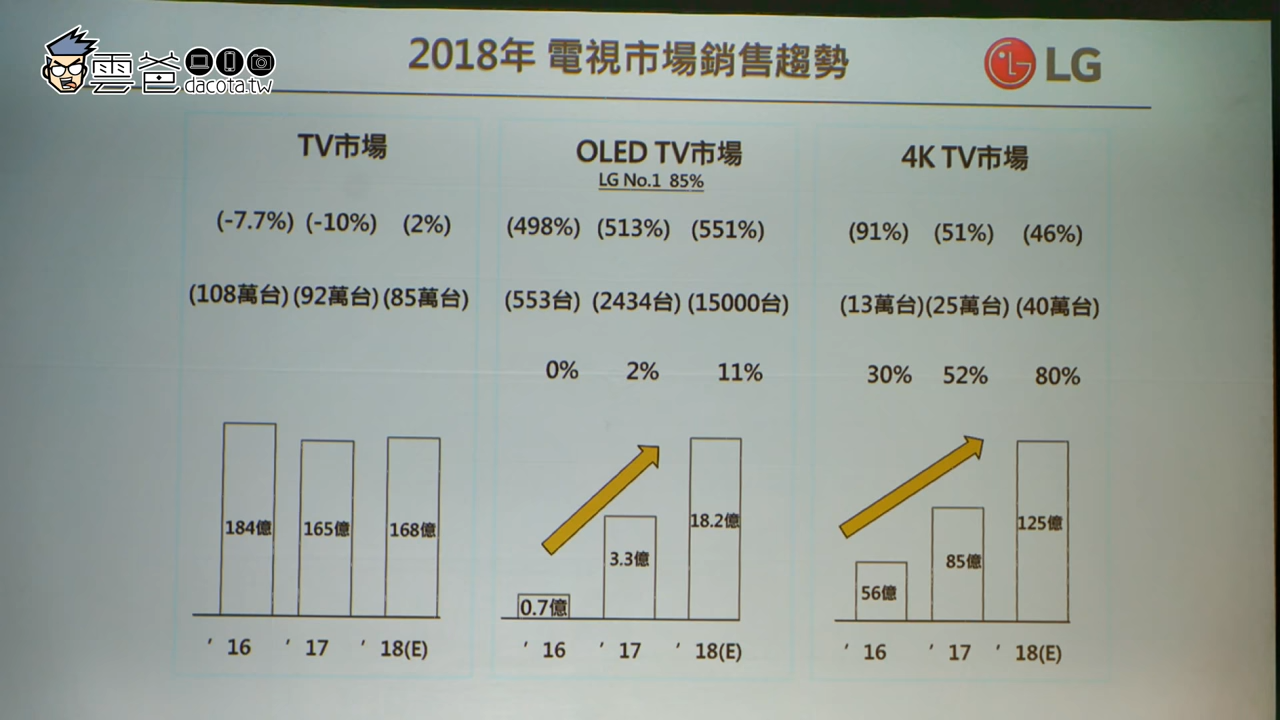 雲爸
dacota.tw
2018年 電視市場銷售趨勢
LG
TV市場
(-7.7%) (-10%) (2%)
(108萬台) (92萬台) (85萬台)
184億 165億 168億
’16 ’17 ’18(E)
OLED TV市場
LG No.1 85%
(498%) (513%) (551%)
(553台) (2434台) (15000台)
0% 2% 11%
0.7億 3.3億 18.2億
’16 ’17 ’18(E)
4K TV市場
(91%) (51%) (46%)
(13萬台) (25萬台) (40萬台)
30% 52% 80%
56億 85億 125億
’16 ’17 ’18(E)